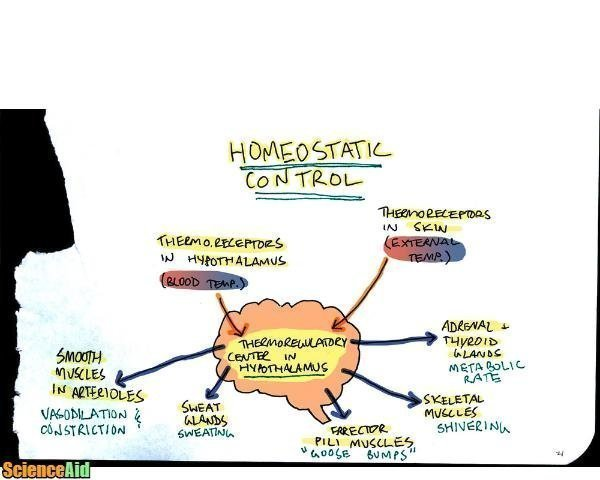 HOMEOSTATIC
CONTROL
THERMORECEPTORS
IN SKIN
(EXTERNAL
TEMP.)
THERMO.RECEPTORS
IN HYPOTHALAMUS
(BLOOD TEMP.)
THERMOREGULATORY
CENTER IN
HYPOTHALAMUS
ADRENAL +
THYROID
GLANDS
METABOLIC
RATE
SMOOTH
MUSCLES
IN ARTERIOLES
VASODILATION &
CONSTRICTION
SWEAT
GLANDS
SWEATING
ERRECTOR
PILI MUSCLES
"GOOSE BUMPS"
SKELETAL
MUSCLES
SHIVERING
ScienceAid